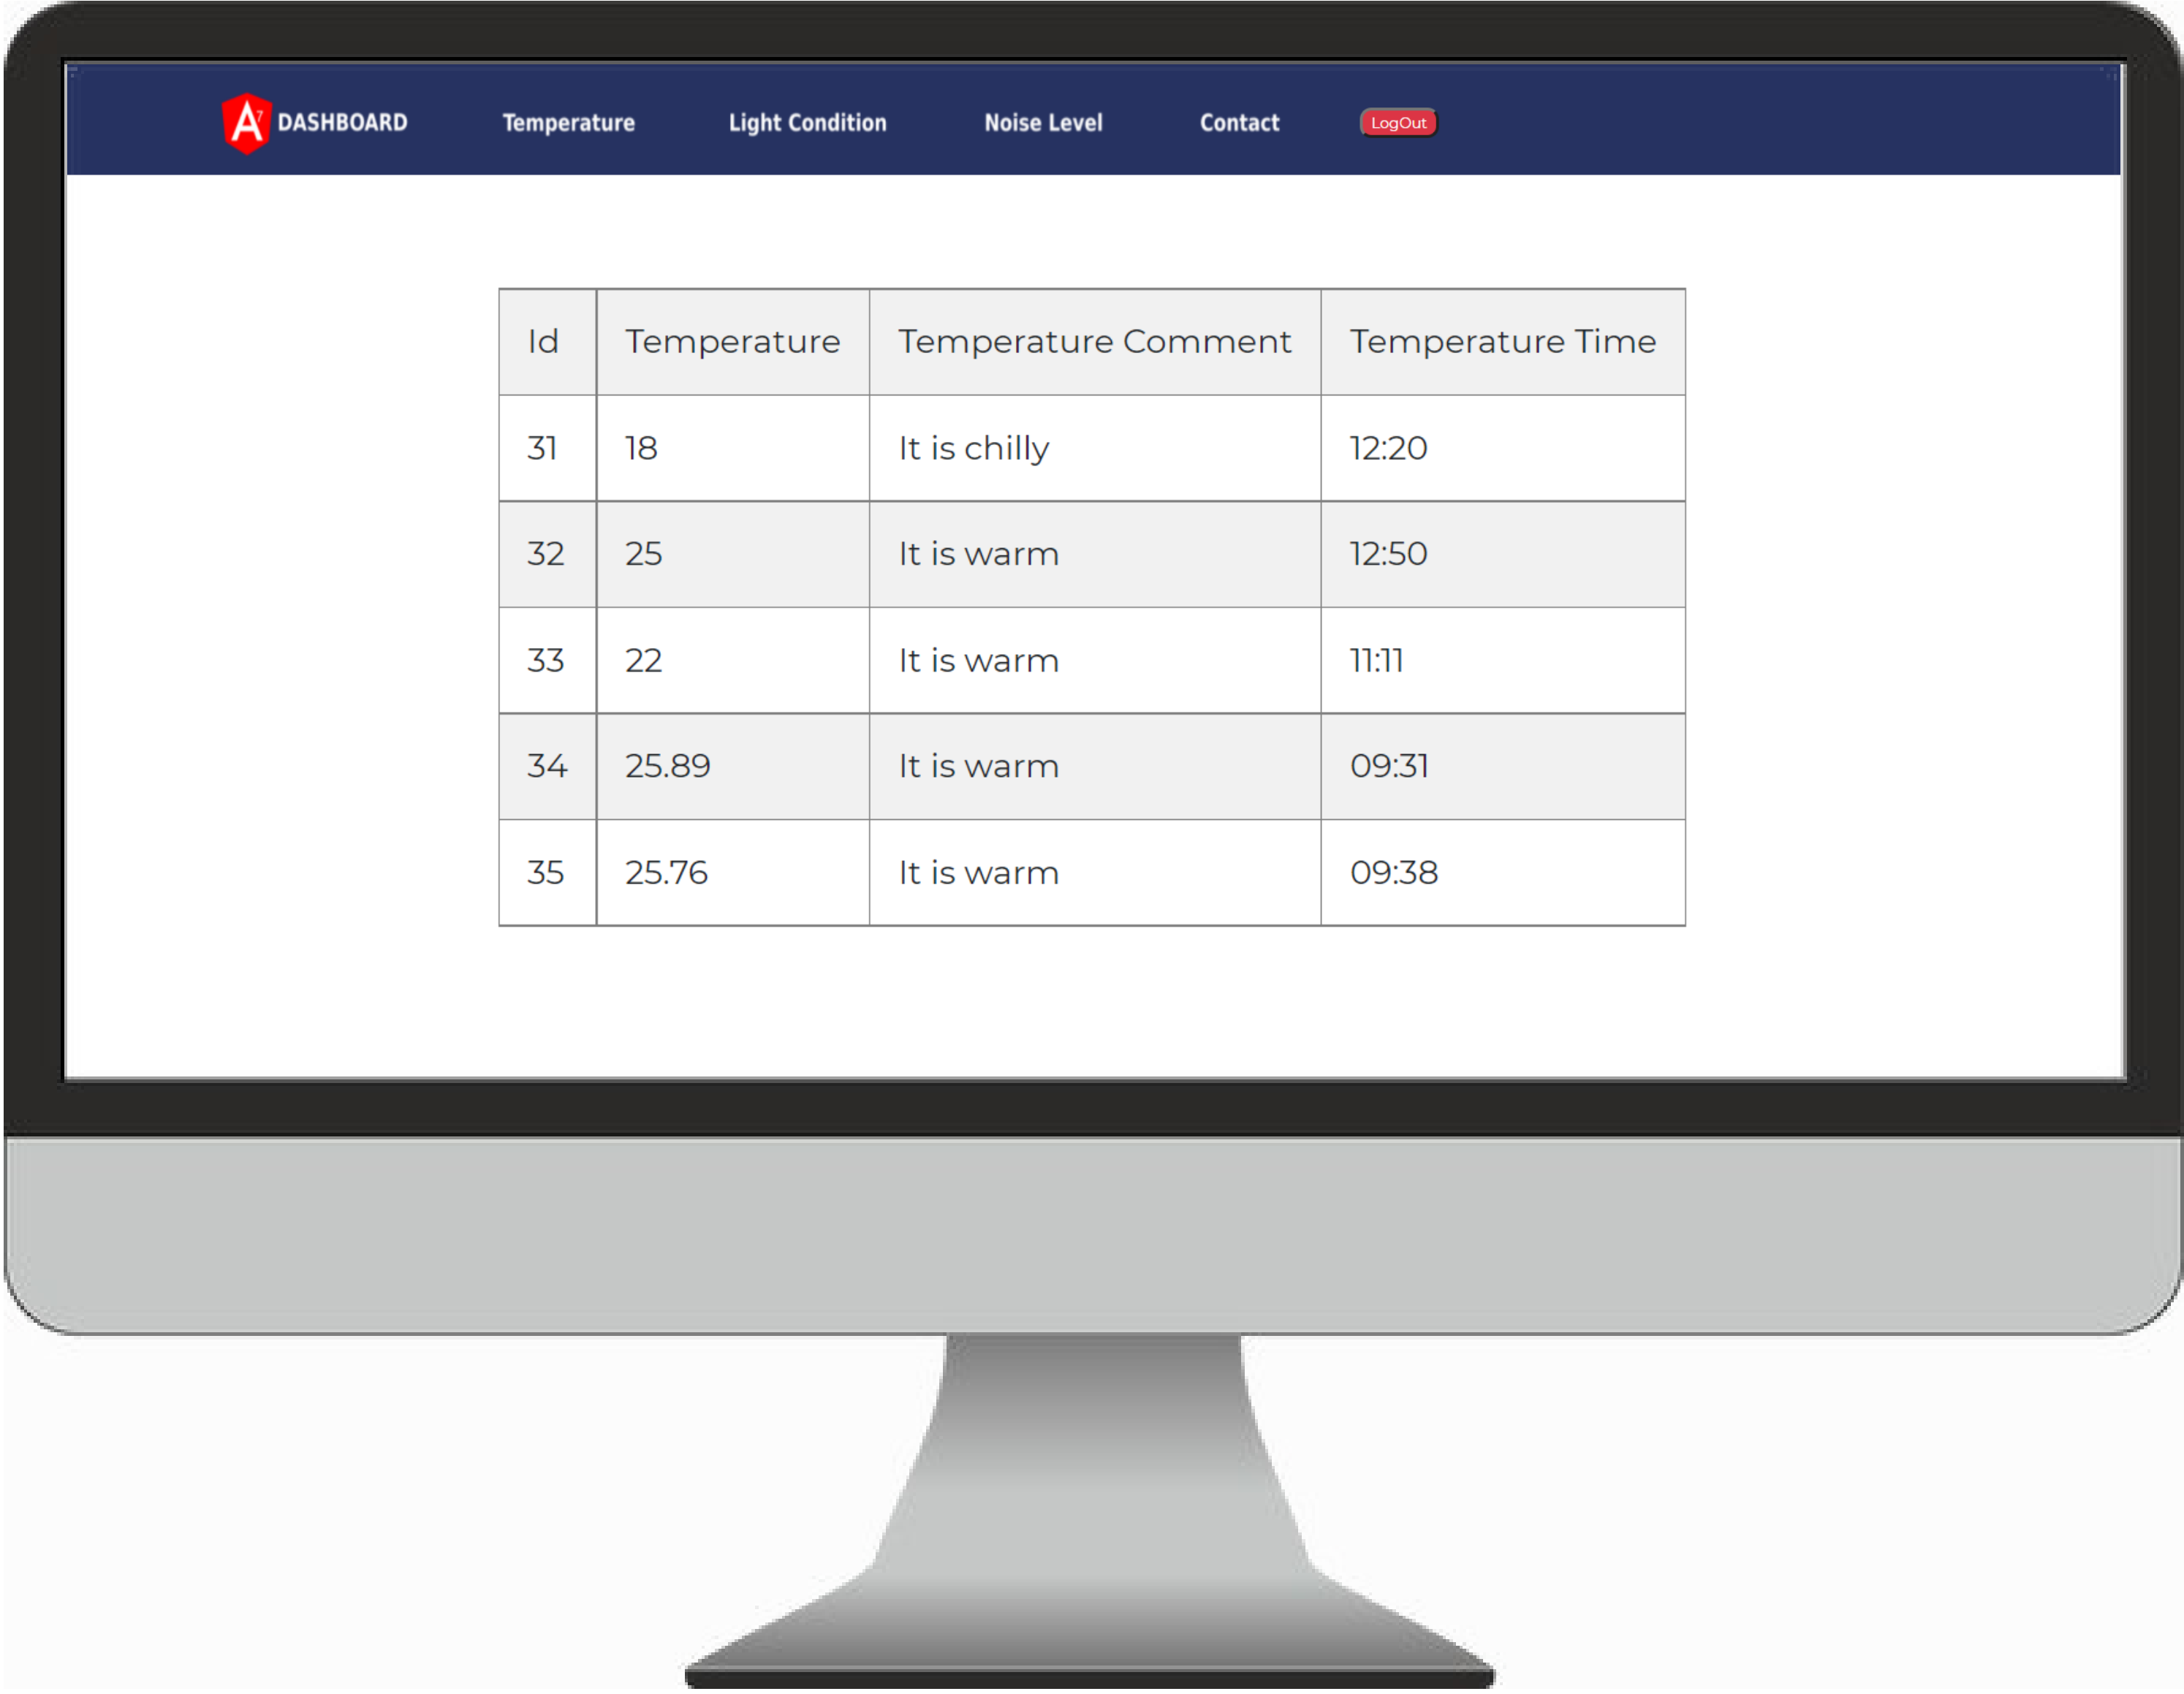 A7 DASHBOARD Temperature Light Condition Noise Level Contact LogOut
Id Temperature Temperature Comment Temperature Time
31 18 It is chilly 12:20
32 25 It is warm 12:50
33 22 It is warm 11:11
34 25.89 It is warm 09:31
35 25.76 It is warm 09:38